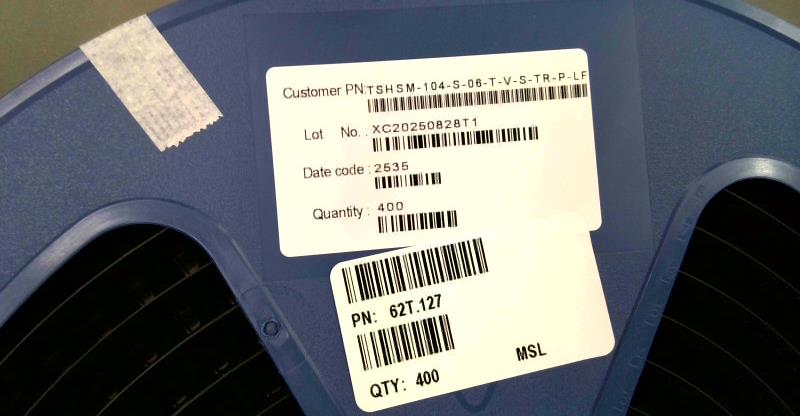 Customer PN:TSHSM-104-S-06-T-V-S-TR-P-LF
Lot No. : XC20250828T1
Date code : 2535
Quantity : 400
PN: 62T.127
MSL
QTY: 400